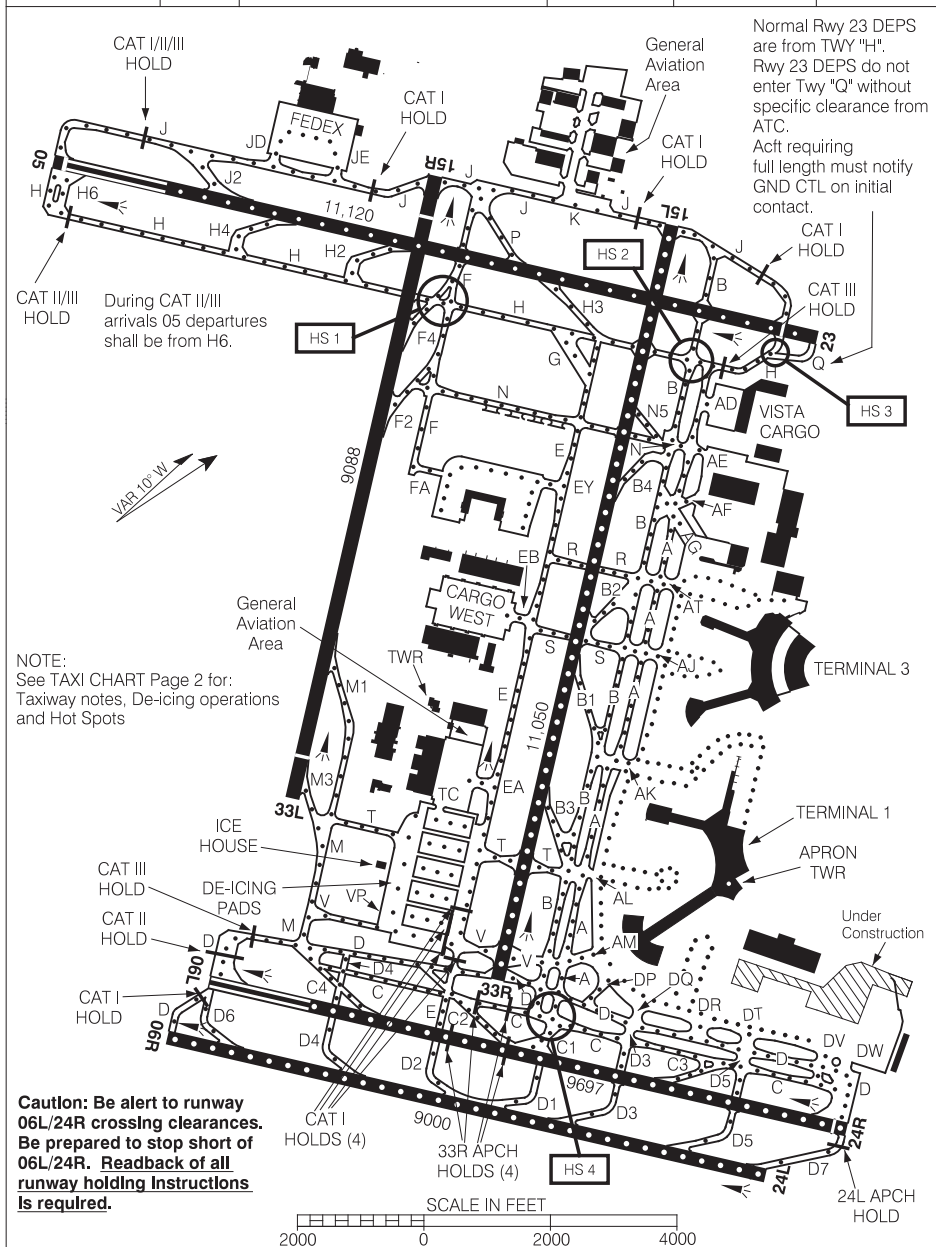 CAT I/II/III
HOLD
General
Aviation
Area
Normal Rwy 23 DEPS
are from TWY "H".
Rwy 23 DEPS do not
enter Twy "Q" without
specific clearance from
ATC.
Acft requiring
full length must notify
GND CTL on initial
contact.
CAT I
HOLD
FEDEX
JD
JE
J
J2
05
H
H6
H4
H2
H
H
11,120
J
15R
J
J
P
K
J
CAT I
HOLD
15L
J
CAT I
HOLD
CAT III
HOLD
HS 2
B
23
Q
H
HS 3
CAT II/III
HOLD
During CAT II/III
arrivals 05 departures
shall be from H6.
HS 1
F
H
H3
F4
G
N
F2
F
FA
E
EY
N5
N
B
AD
VISTA
CARGO
AE
B4
AF
B
A
AG
VAR 10° W
9088
EB
R
R
B2
AT
A
CARGO
WEST
S
S
AJ
TERMINAL 3
General
Aviation
Area
NOTE:
See TAXI CHART Page 2 for:
Taxiway notes, De-icing operations
and Hot Spots
TWR
M1
E
11,050
B1
B
A
AK
M3
33L
TC
EA
B3
B
A
TERMINAL 1
APRON
TWR
T
T
T
ICE
HOUSE
M
AL
CAT III
HOLD
DE-ICING
PADS
VP
CAT II
HOLD
M
V
V
V
B
A
AM
Under
Construction
D
D
D4
06L
33R
D
A
DP
DQ
DR
DT
DV
DW
CAT I
HOLD
D
D6
C4
C
E
C2
C
C1
C
D
D3
C3
D5
D
C
D
06R
D4
D2
D1
9697
D3
D5
24R
9000
D7
24L
Caution: Be alert to runway
06L/24R crossing clearances.
Be prepared to stop short of
06L/24R. Readback of all
runway holding Instructions
Is required.
CAT I
HOLDS (4)
33R APCH
HOLDS (4)
HS 4
24L APCH
HOLD
SCALE IN FEET
2000
0
2000
4000